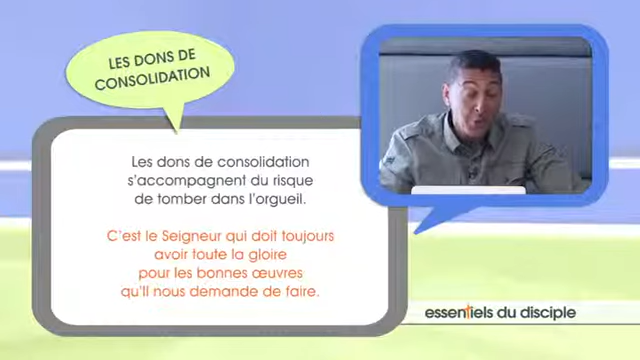 LES DONS DE
CONSOLIDATION
Les dons de consolidation
s'accompagnent du risque
de tomber dans l'orgueil.
C'est le Seigneur qui doit toujours
avoir toute la gloire
pour les bonnes œuvres
qu'Il nous demande de faire.
essentiels du disciple